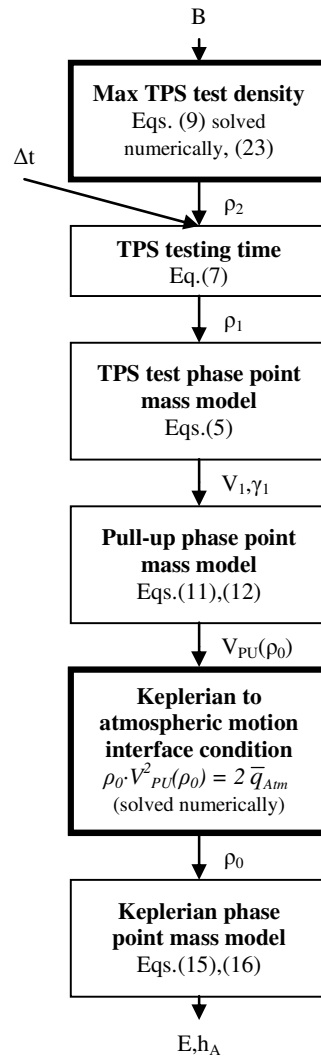 B
Max TPS test density
Eqs. (9) solved
numerically, (23)
Δt
ρ2
TPS testing time
Eq.(7)
ρ1
TPS test phase point
mass model
Eqs.(5)
V1,γ1
Pull-up phase point
mass model
Eqs.(11),(12)
VPU(ρ0)
Keplerian to
atmospheric motion
interface condition
ρ0·V²PU(ρ0) = 2 q̅Atm
(solved numerically)
ρ0
Keplerian phase
point mass model
Eqs.(15),(16)
E,hA